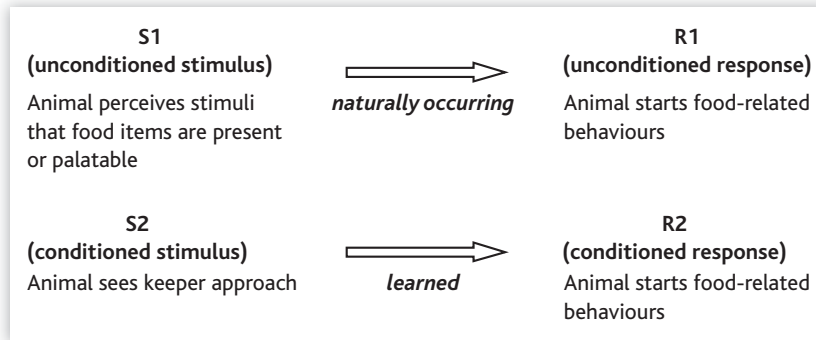 S1
(unconditioned stimulus)
Animal perceives stimuli
that food items are present
or palatable
naturally occurring
R1
(unconditioned response)
Animal starts food-related
behaviours
S2
(conditioned stimulus)
Animal sees keeper approach
learned
R2
(conditioned response)
Animal starts food-related
behaviours